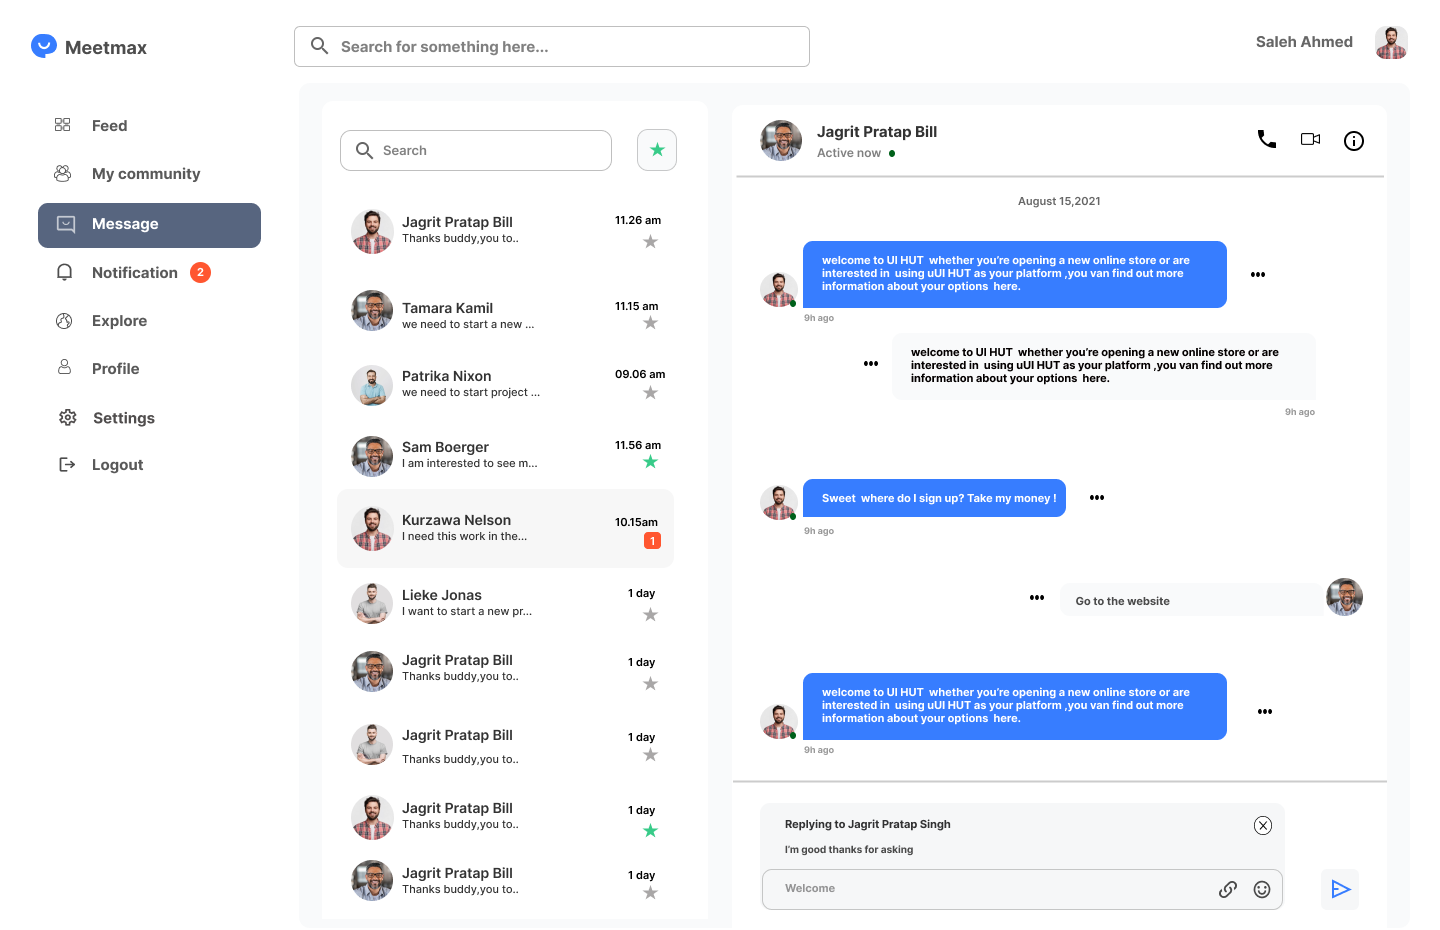 Meetmax
Search for something here...
Saleh Ahmed
Feed
My community
Message
Notification 2
Explore
Profile
Settings
Logout
Search
Jagrit Pratap Bill 11.26 am
Thanks buddy,you to..
Tamara Kamil 11.15 am
we need to start a new ...
Patrika Nixon 09.06 am
we need to start project ...
Sam Boerger 11.56 am
I am interested to see m...
Kurzawa Nelson 10.15am
I need this work in the... 1
Lieke Jonas 1 day
I want to start a new pr...
Jagrit Pratap Bill 1 day
Thanks buddy,you to..
Jagrit Pratap Bill 1 day
Thanks buddy,you to..
Jagrit Pratap Bill 1 day
Thanks buddy,you to..
Jagrit Pratap Bill 1 day
Thanks buddy,you to..
Jagrit Pratap Bill
Active now
August 15,2021
welcome to UI HUT whether you’re opening a new online store or are
interested in using uUI HUT as your platform ,you van find out more
information about your options here.
9h ago
welcome to UI HUT whether you’re opening a new online store or are
interested in using uUI HUT as your platform ,you van find out more
information about your options here.
9h ago
Sweet where do I sign up? Take my money !
9h ago
Go to the website
welcome to UI HUT whether you’re opening a new online store or are
interested in using uUI HUT as your platform ,you van find out more
information about your options here.
9h ago
Replying to Jagrit Pratap Singh
I’m good thanks for asking
Welcome